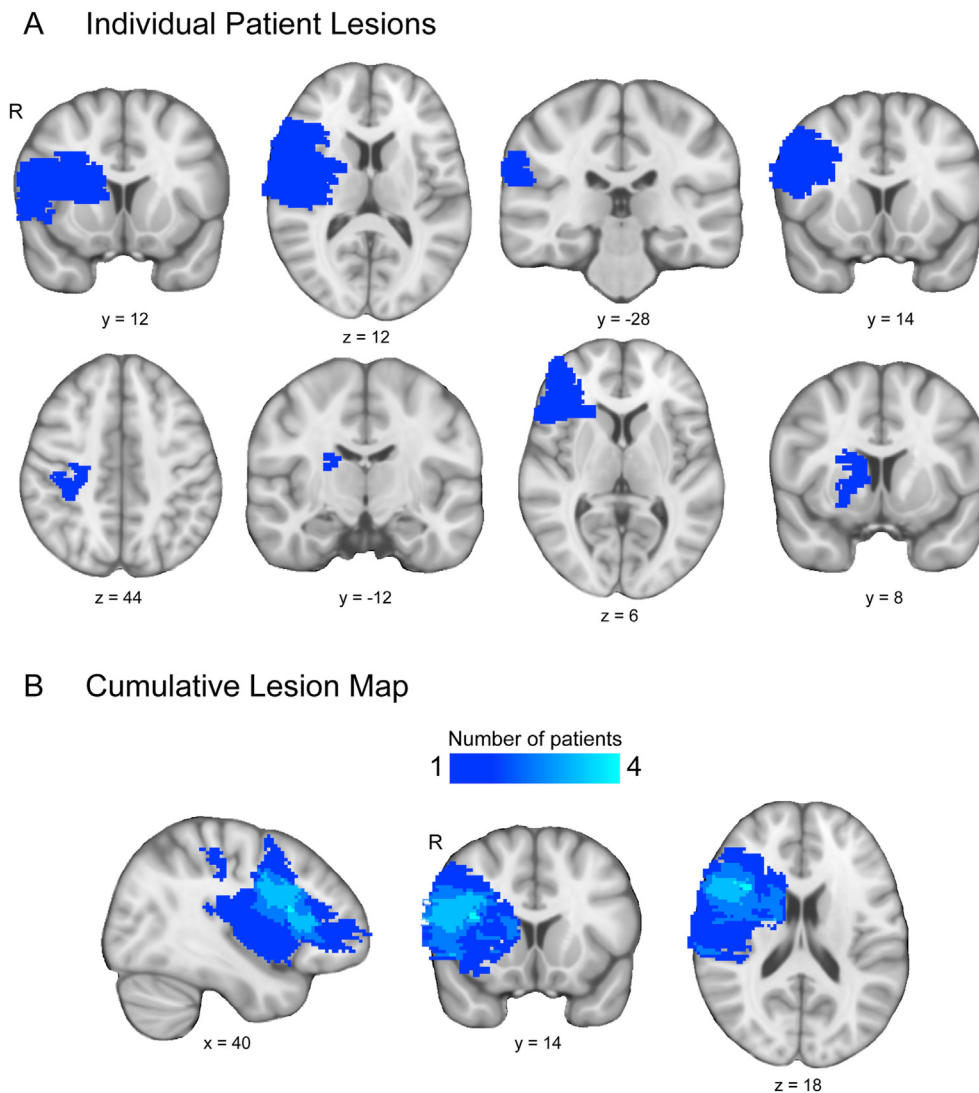 A Individual Patient Lesions
R
y = 12
z = 12
y = -28
y = 14
z = 44
y = -12
z = 6
y = 8
B Cumulative Lesion Map
Number of patients
1 4
R
x = 40
y = 14
z = 18